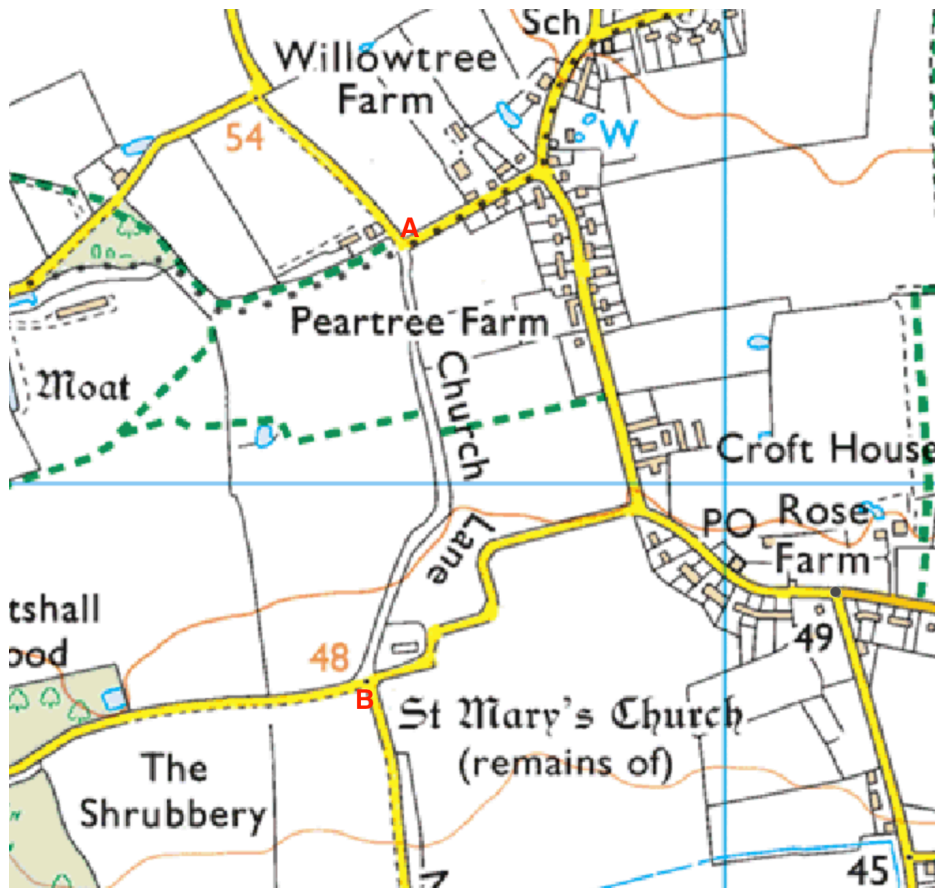 Sch
Willowtree
Farm
54
W
A
Peartree Farm
Moat
Church
Lane
Croft House
PO
Rose
Farm
tshall
ood
48
49
B
St Mary's Church
(remains of)
The
Shrubbery
45